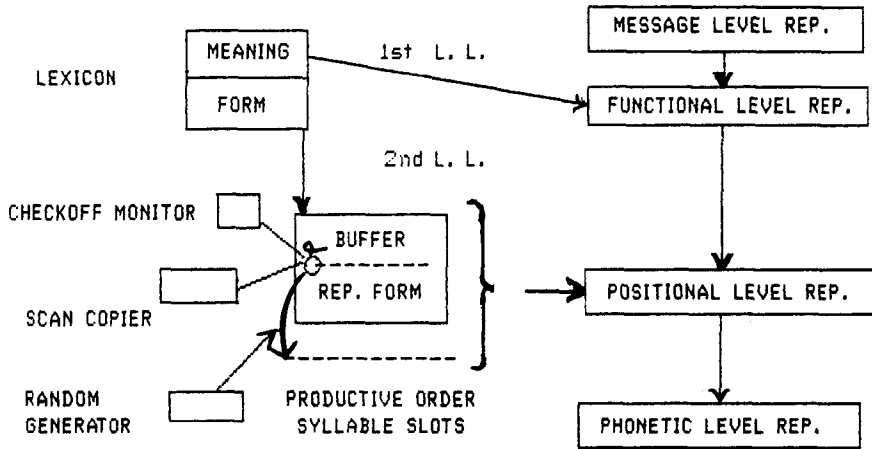 MESSAGE LEVEL REP.
MEANING
1st L. L.
LEXICON
FORM
FUNCTIONAL LEVEL REP.
2nd L. L.
CHECKOFF MONITOR
BUFFER
REP. FORM
POSITIONAL LEVEL REP.
SCAN COPIER
RANDOM
GENERATOR
PRODUCTIVE ORDER
SYLLABLE SLOTS
PHONETIC LEVEL REP.